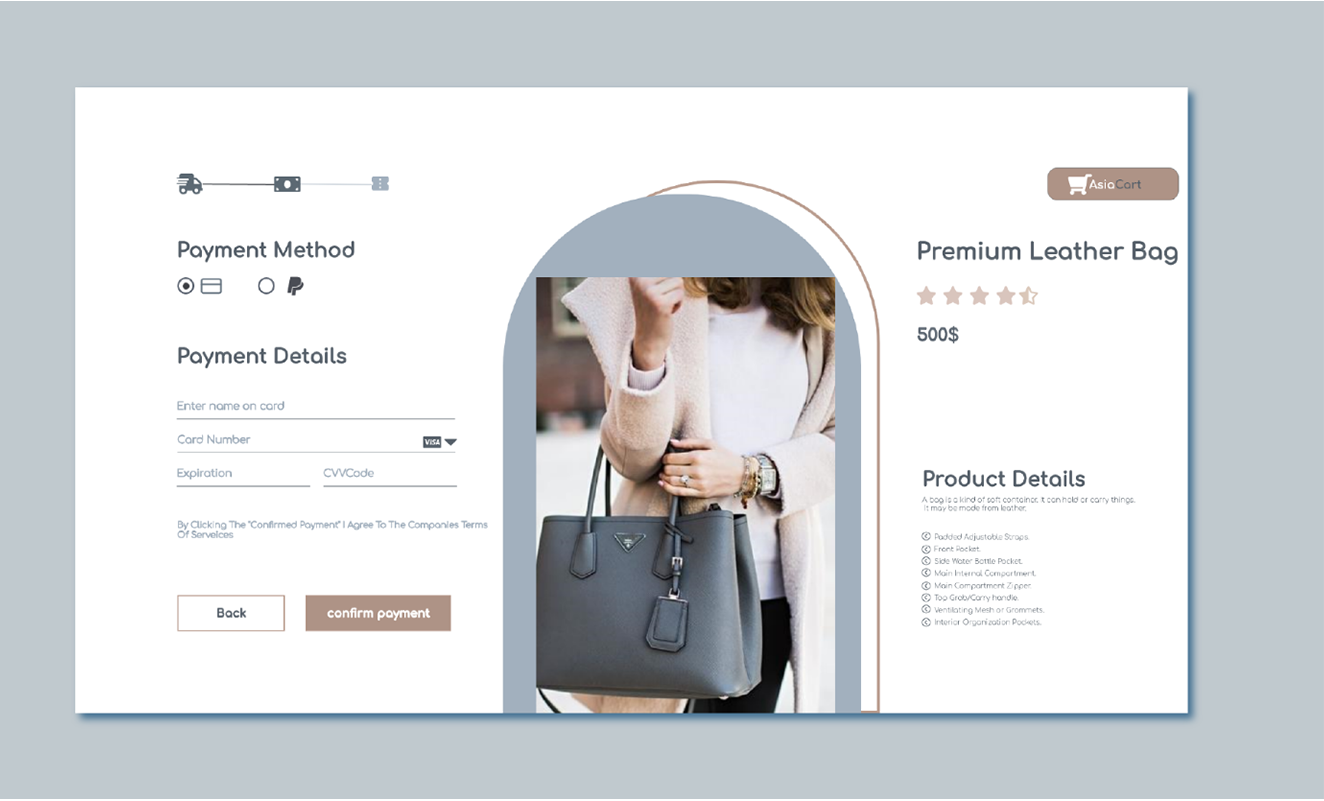 AsiaCart
Payment Method
Payment Details
Enter name on card
Card Number
VISA
Expiration
CVVCode
By Clicking The "Confirmed Payment" I Agree To The Companies Terms
Of Serveices
Back
confirm payment
Premium Leather Bag
500$
Product Details
A bag is a kind of soft container. it can hold or carry things.
it may be made from leather.
Padded Adjustable Straps.
Front Pocket.
Side Water Bottle Pocket.
Main Internal Compartment.
Main Compartment Zipper.
Top Grab/Carry handle.
Ventilating Mesh or Grommets.
Interior Organization Pockets.